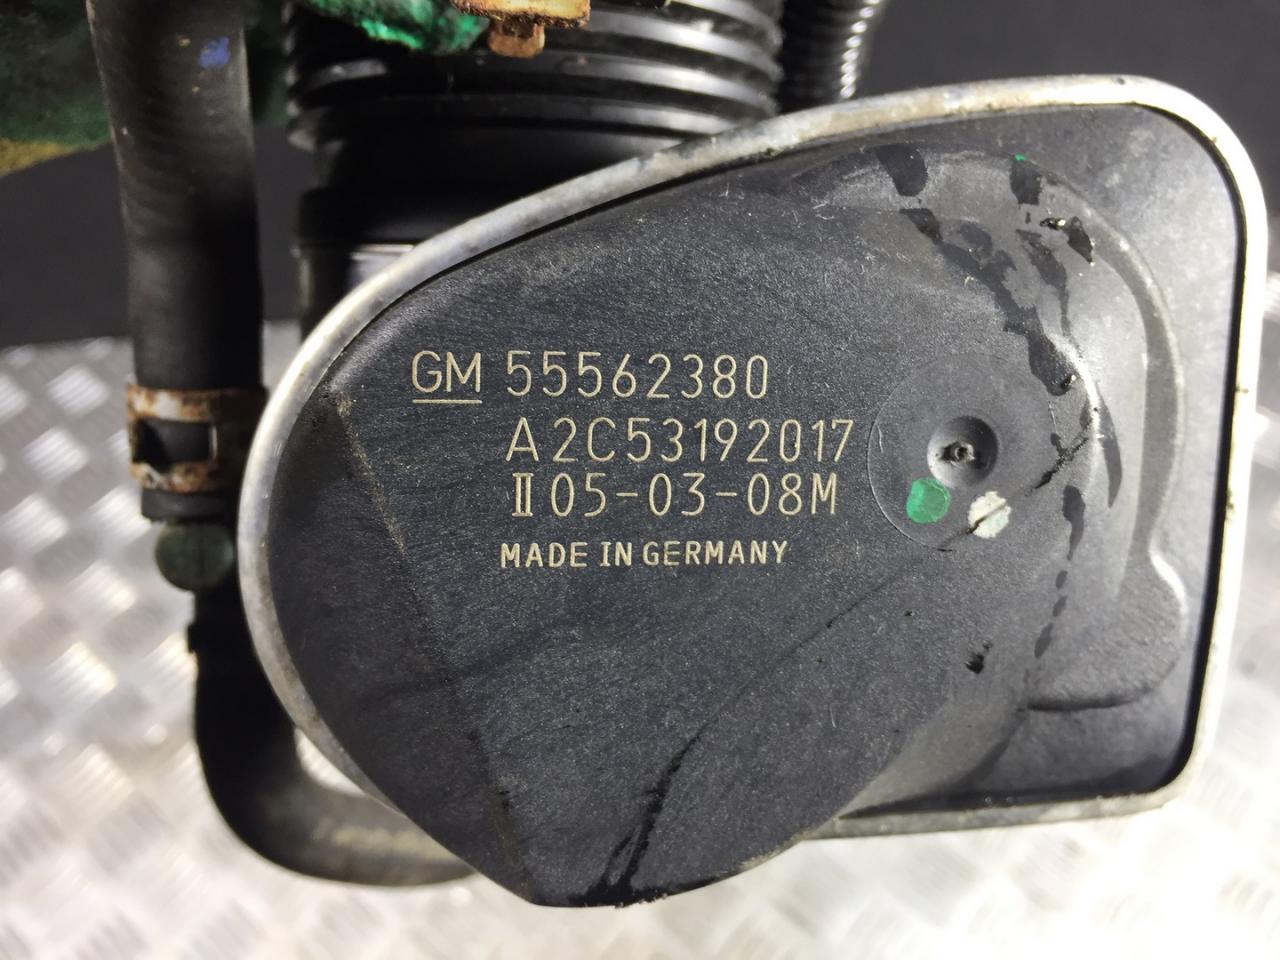 GM 55562380
A2C53192017
II 05-03-08M
MADE IN GERMANY